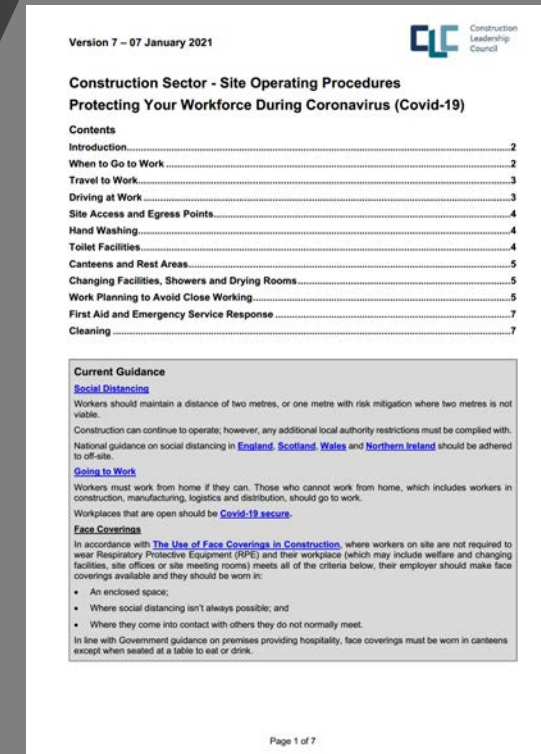 Version 7 – 07 January 2021
CLC Construction
Leadership
Council
Construction Sector - Site Operating Procedures
Protecting Your Workforce During Coronavirus (Covid-19)
Contents
Introduction.....2
When to Go to Work.....2
Travel to Work.....3
Driving at Work.....3
Site Access and Egress Points.....4
Hand Washing.....4
Toilet Facilities.....4
Canteens and Rest Areas.....5
Changing Facilities, Showers and Drying Rooms.....5
Work Planning to Avoid Close Working.....5
First Aid and Emergency Service Response.....7
Cleaning.....7
Current Guidance
Social Distancing
Workers should maintain a distance of two metres, or one metre with risk mitigation where two metres is not
viable.
Construction can continue to operate; however, any additional local authority restrictions must be complied with.
National guidance on social distancing in England, Scotland, Wales and Northern Ireland should be adhered
to off-site.
Going to Work
Workers must work from home if they can. Those who cannot work from home, which includes workers in
construction, manufacturing, logistics and distribution, should go to work.
Workplaces that are open should be Covid-19 secure.
Face Coverings
In accordance with The Use of Face Coverings in Construction, where workers on site are not required to
wear Respiratory Protective Equipment (RPE) and their workplace (which may include welfare and changing
facilities, site offices or site meeting rooms) meets all of the criteria below, their employer should make face
coverings available and they should be worn in:
• An enclosed space;
• Where social distancing isn't always possible; and
• Where they come into contact with others they do not normally meet.
In line with Government guidance on premises providing hospitality, face coverings must be worn in canteens
except when seated at a table to eat or drink.
Page 1 of 7